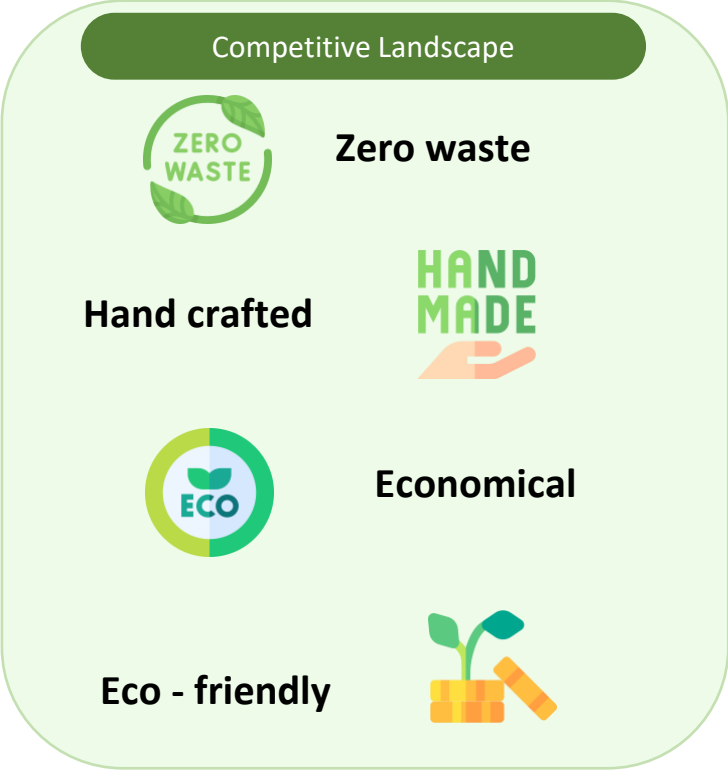 Competitive Landscape
ZERO
WASTE
Zero waste
HAND
MADE
Hand crafted
ECO
Economical
Eco - friendly